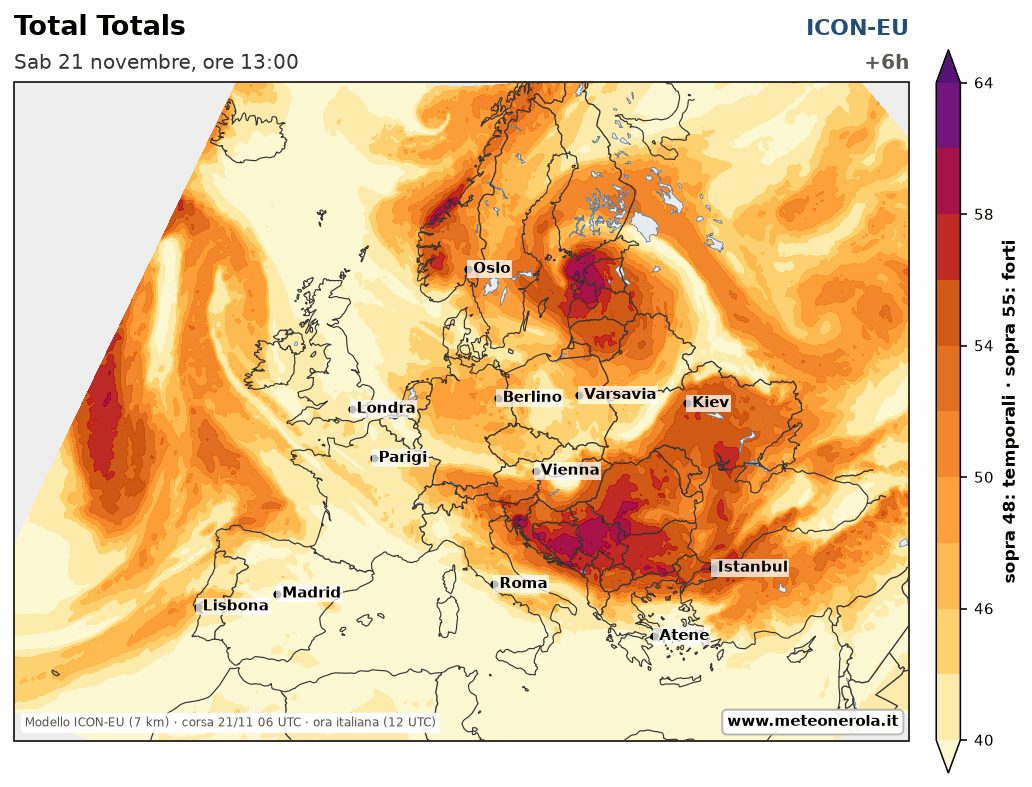 Total Totals
ICON-EU
Sab 21 novembre, ore 13:00
+6h
64
58
54
50
46
40
sopra 48: temporali · sopra 55: forti
Oslo
Berlino
Varsavia
Kiev
Londra
Parigi
Vienna
Istanbul
Roma
Madrid
Lisbona
Atene
Modello ICON-EU (7 km) · corsa 21/11 06 UTC · ora italiana (12 UTC)
www.meteonerola.it